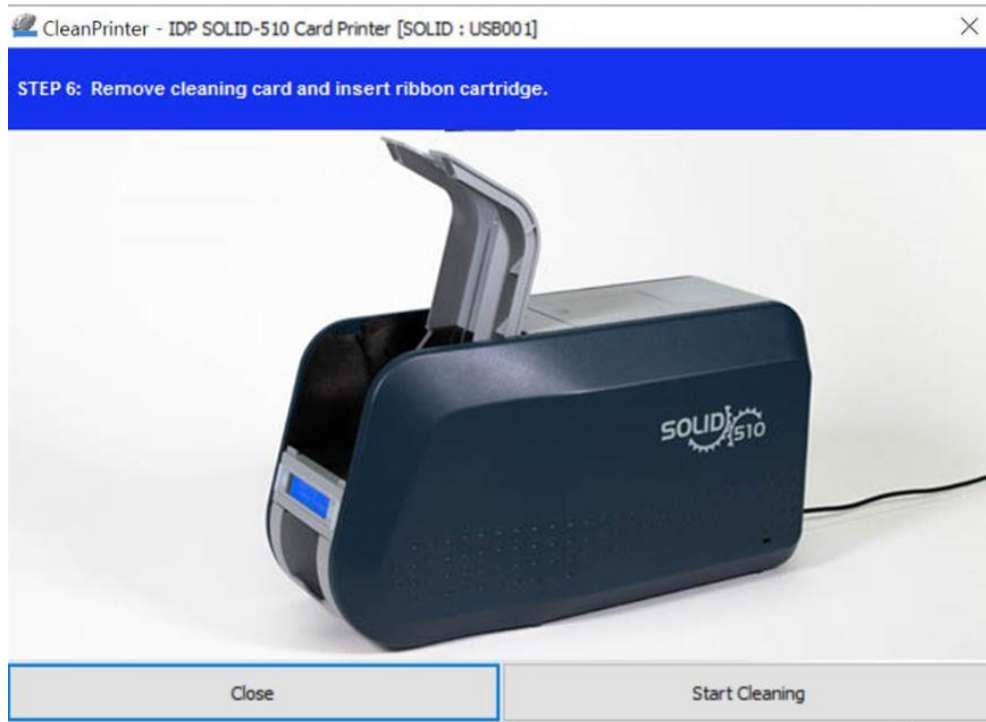 CleanPrinter - IDP SOLID-510 Card Printer [SOLID : USB001]
STEP 6: Remove cleaning card and insert ribbon cartridge.
SOLID 510
Close
Start Cleaning